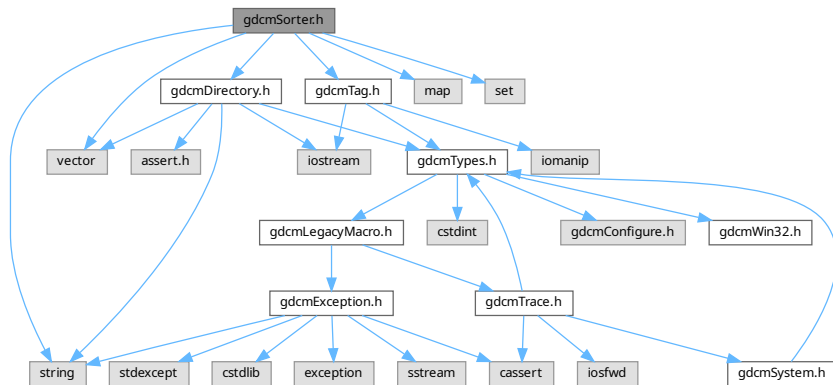 gdcmSorter.h
gdcmDirectory.h
gdcmTag.h
map
set
vector
assert.h
iostream
gdcmTypes.h
iomanip
gdcmLegacyMacro.h
cstdint
gdcmConfigure.h
gdcmWin32.h
gdcmException.h
gdcmTrace.h
string
stdexcept
cstdlib
exception
sstream
cassert
iosfwd
gdcmSystem.h